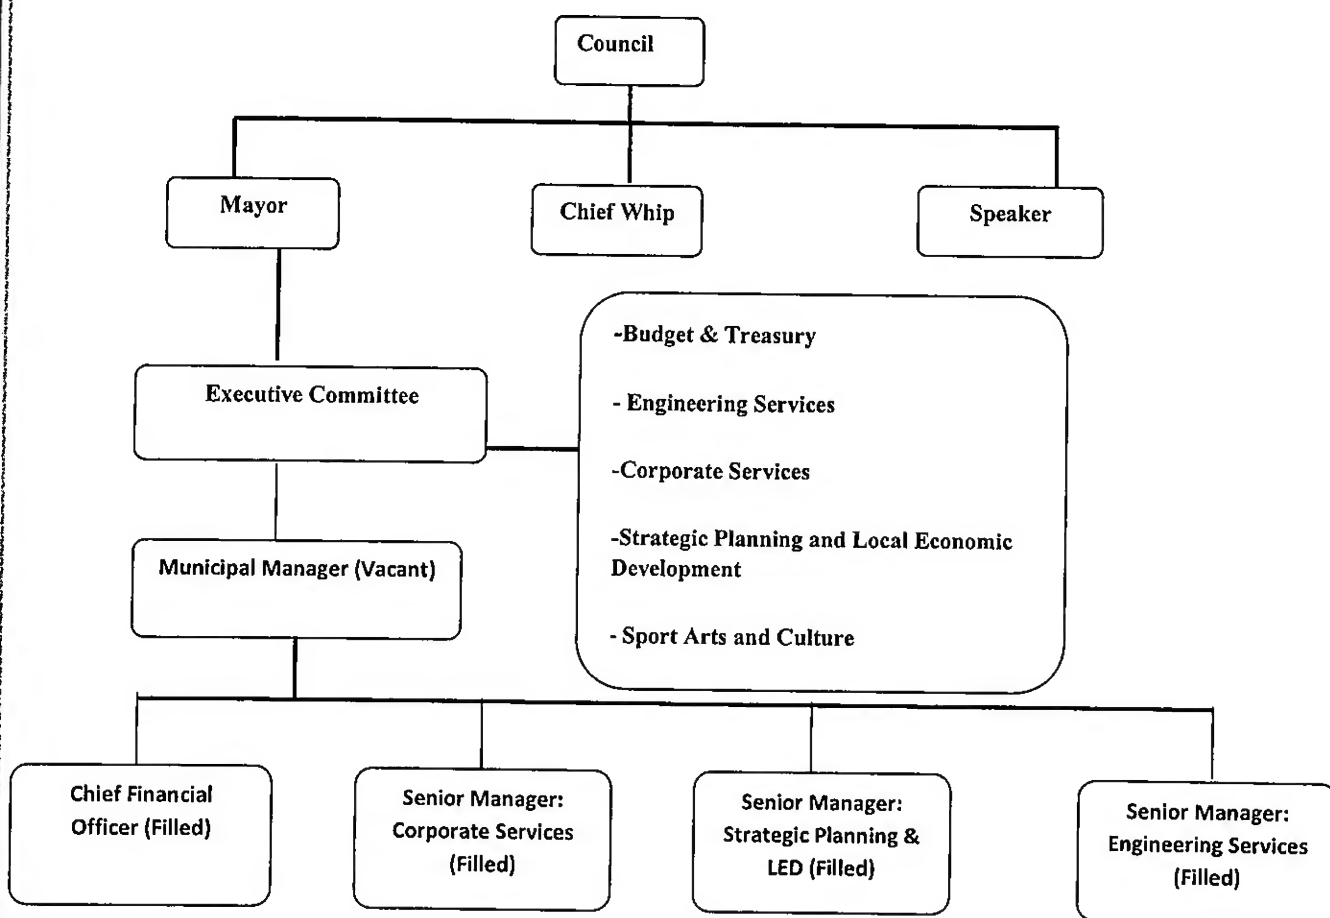 Council
Mayor
Chief Whip
Speaker
-Budget & Treasury
- Engineering Services
-Corporate Services
-Strategic Planning and Local Economic
Development
- Sport Arts and Culture
Executive Committee
Municipal Manager (Vacant)
Chief Financial
Officer (Filled)
Senior Manager:
Corporate Services
(Filled)
Senior Manager:
Strategic Planning &
LED (Filled)
Senior Manager:
Engineering Services
(Filled)